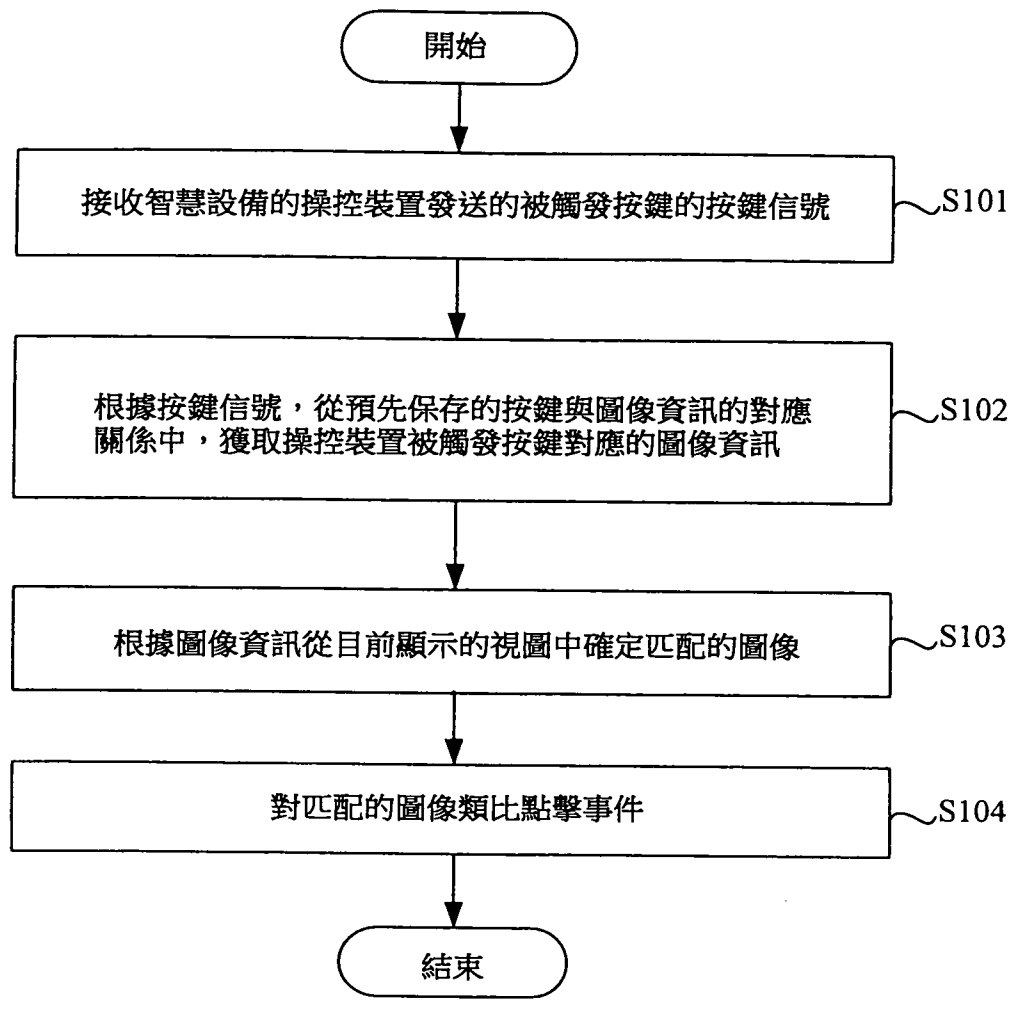 開始
接收智慧設備的操控裝置發送的被觸發按鍵的按鍵信號
S101
根據按鍵信號，從預先保存的按鍵與圖像資訊的對應
關係中，獲取操控裝置被觸發按鍵對應的圖像資訊
S102
根據圖像資訊從目前顯示的視圖中確定匹配的圖像
S103
對匹配的圖像類比點擊事件
S104
結束